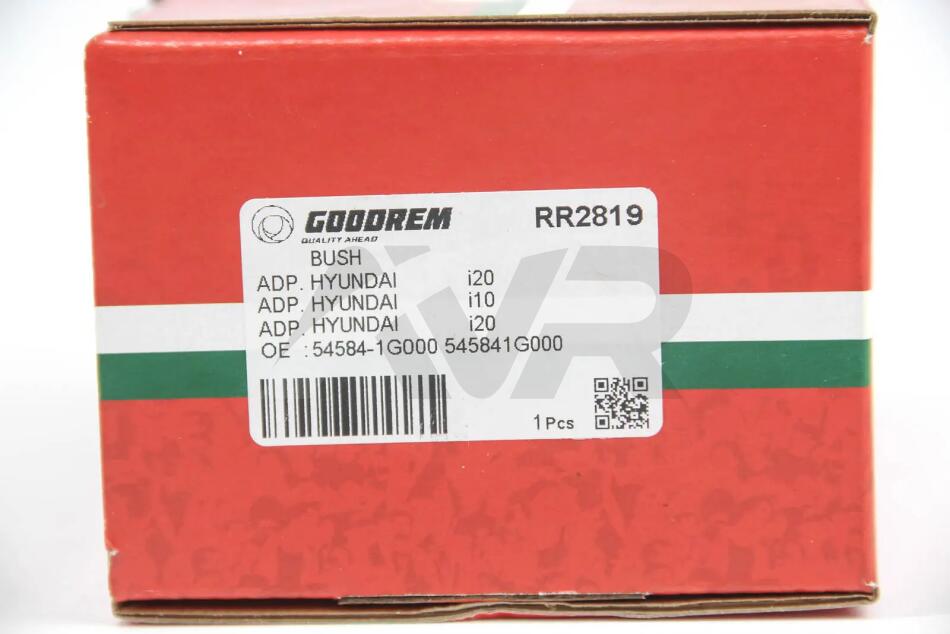 GOODREM
QUALITY AHEAD
RR2819
BUSH
ADP. HYUNDAI i20
ADP. HYUNDAI i10
ADP. HYUNDAI i20
OE : 54584-1G000 545841G000
1 Pcs
AVR